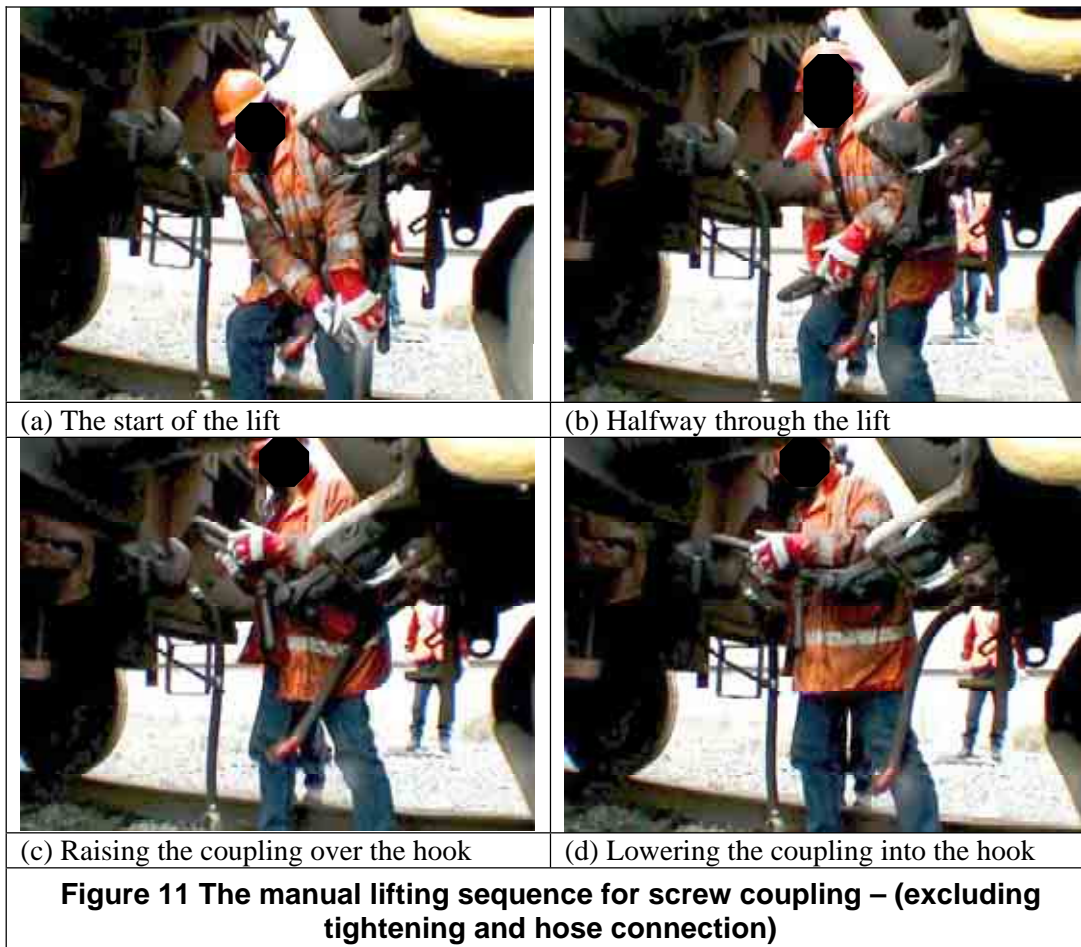 (a) The start of the lift
(b) Halfway through the lift
(c) Raising the coupling over the hook
(d) Lowering the coupling into the hook
Figure 11 The manual lifting sequence for screw coupling – (excluding
tightening and hose connection)